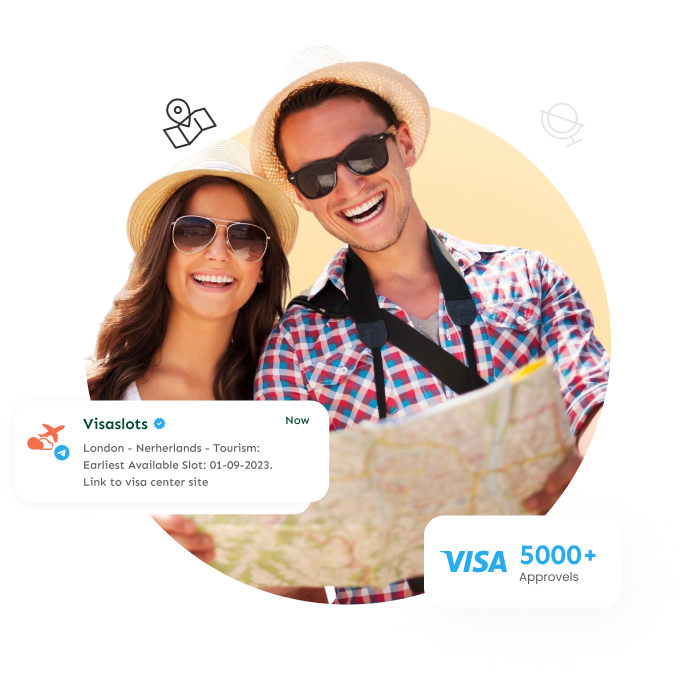 Visaslots
Now
London - Nerherlands - Tourism:
Earliest Available Slot: 01-09-2023.
Link to visa center site
VISA
5000+
Approvels